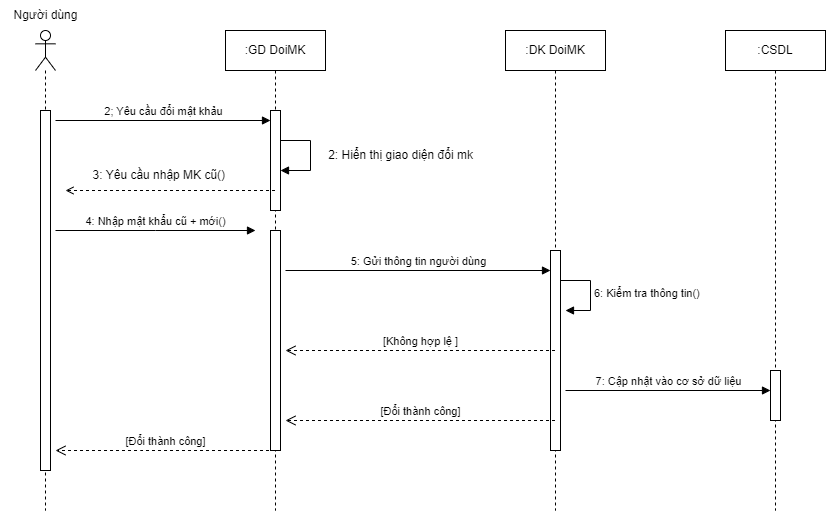 Người dùng
:GD DoiMK
:DK DoiMK
:CSDL
2; Yêu cầu đổi mật khảu
2: Hiển thị giao diện đổi mk
3: Yêu cầu nhập MK cũ()
4: Nhập mật khẩu cũ + mới()
5: Gửi thông tin người dùng
6: Kiểm tra thông tin()
[Không hợp lệ ]
7: Cập nhật vào cơ sở dữ liệu
[Đổi thành công]
[Đổi thành công]